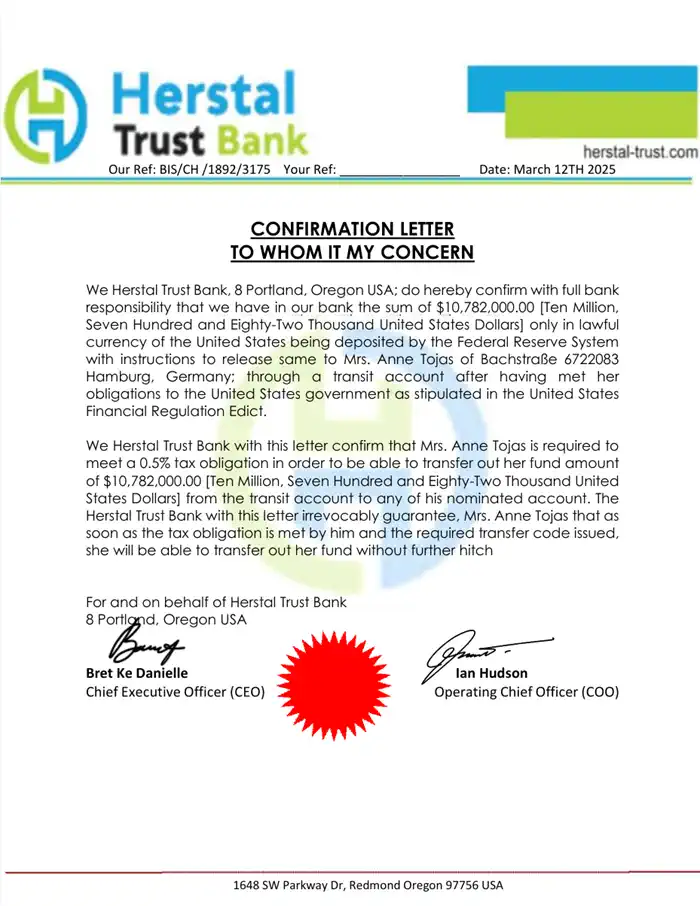 Herstal
Trust Bank
herstal-trust.com
Our Ref: BIS/CH /1892/3175 Your Ref: _________________ Date: March 12TH 2025
CONFIRMATION LETTER
TO WHOM IT MY CONCERN
We Herstal Trust Bank, 8 Portland, Oregon USA; do hereby confirm with full bank
responsibility that we have in our bank the sum of $10,782,000.00 [Ten Million,
Seven Hundred and Eighty-Two Thousand United States Dollars] only in lawful
currency of the United States being deposited by the Federal Reserve System
with instructions to release same to Mrs. Anne Tojas of Bachstraße 6722083
Hamburg, Germany; through a transit account after having met her
obligations to the United States government as stipulated in the United States
Financial Regulation Edict.
We Herstal Trust Bank with this letter confirm that Mrs. Anne Tojas is required to
meet a 0.5% tax obligation in order to be able to transfer out her fund amount
of $10,782,000.00 [Ten Million, Seven Hundred and Eighty-Two Thousand United
States Dollars] from the transit account to any of his nominated account. The
Herstal Trust Bank with this letter irrevocably guarantee, Mrs. Anne Tojas that as
soon as the tax obligation is met by him and the required transfer code issued,
she will be able to transfer out her fund without further hitch
For and on behalf of Herstal Trust Bank
8 Portland, Oregon USA
Bret Ke Danielle Ian Hudson
Chief Executive Officer (CEO) Operating Chief Officer (COO)
1648 SW Parkway Dr, Redmond Oregon 97756 USA